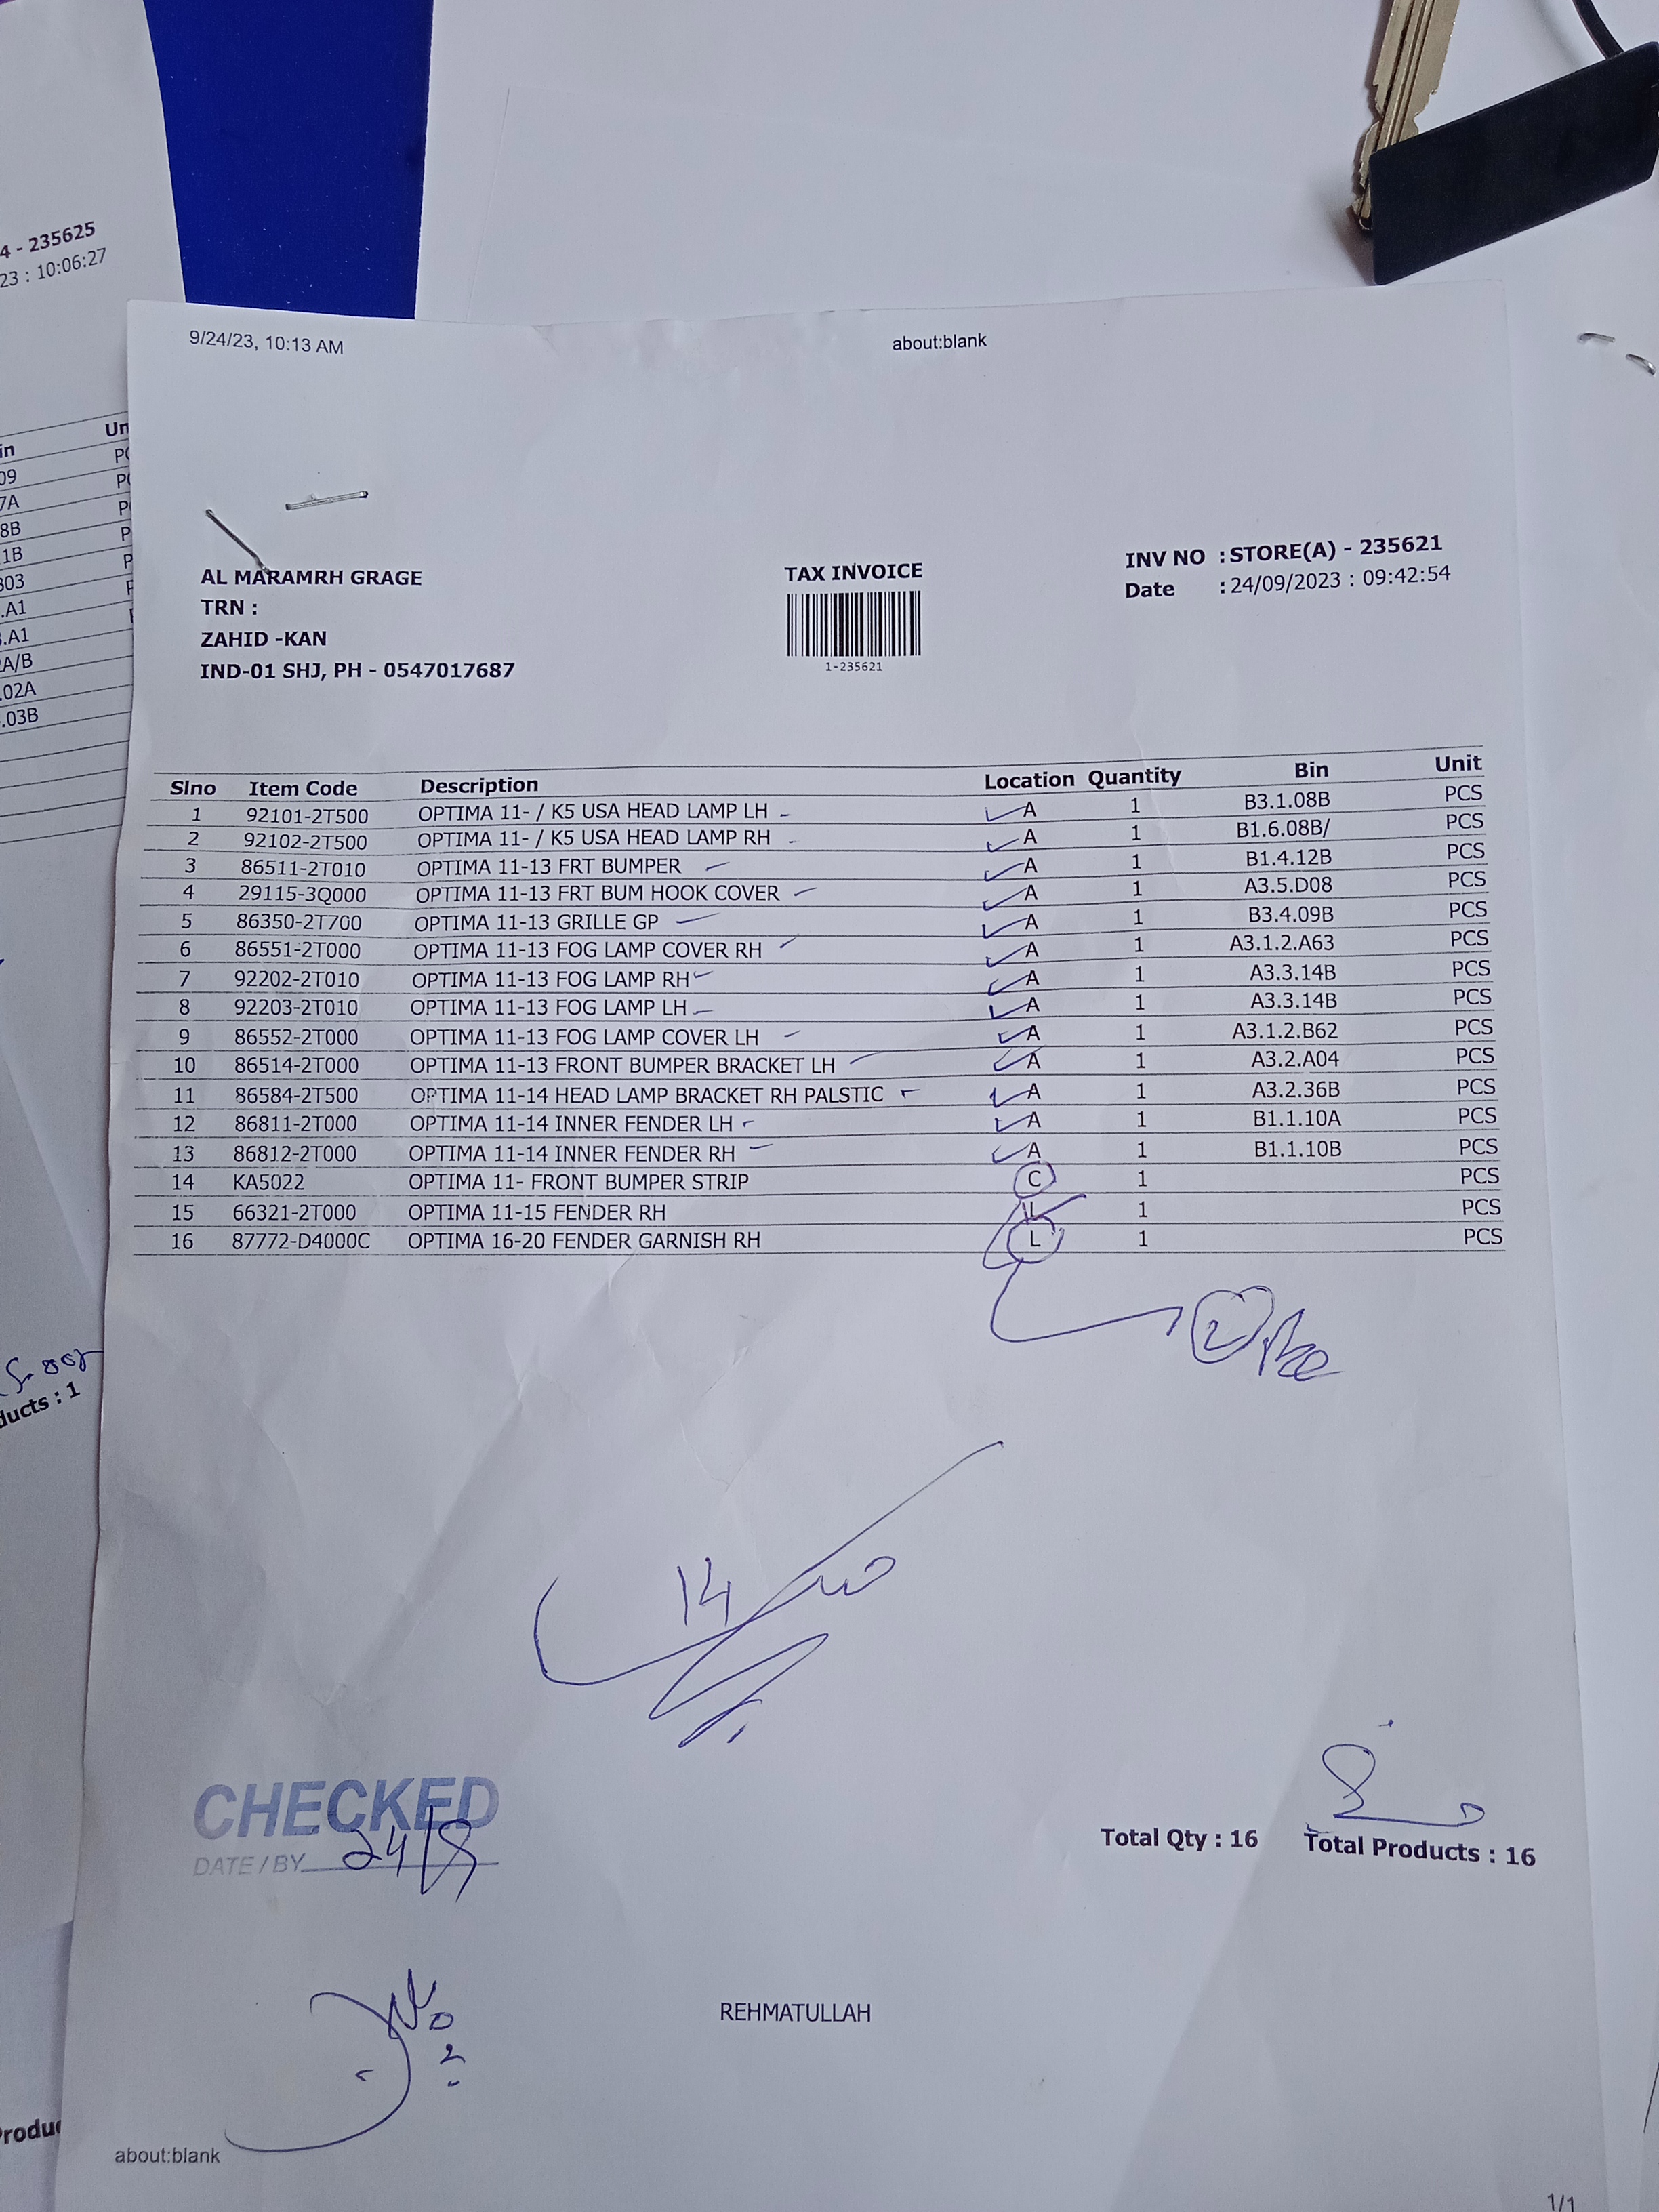 4 - 235625
23 : 10:06:27
in Un
09 P
7A P
8B P
1B P
303 P
.A1
.A1
A/B
.02A
.03B
ducts : 1
9/24/23, 10:13 AM about:blank
AL MARAMRH GRAGE
TRN :
ZAHID -KAN
IND-01 SHJ, PH - 0547017687
TAX INVOICE
1-235621
INV NO : STORE(A) - 235621
Date : 24/09/2023 : 09:42:54
Slno Item Code Description Location Quantity Bin Unit
1 92101-2T500 OPTIMA 11- / K5 USA HEAD LAMP LH A 1 B3.1.08B PCS
2 92102-2T500 OPTIMA 11- / K5 USA HEAD LAMP RH A 1 B1.6.08B/ PCS
3 86511-2T010 OPTIMA 11-13 FRT BUMPER A 1 B1.4.12B PCS
4 29115-3Q000 OPTIMA 11-13 FRT BUM HOOK COVER A 1 A3.5.D08 PCS
5 86350-2T700 OPTIMA 11-13 GRILLE GP A 1 B3.4.09B PCS
6 86551-2T000 OPTIMA 11-13 FOG LAMP COVER RH A 1 A3.1.2.A63 PCS
7 92202-2T010 OPTIMA 11-13 FOG LAMP RH A 1 A3.3.14B PCS
8 92203-2T010 OPTIMA 11-13 FOG LAMP LH A 1 A3.3.14B PCS
9 86552-2T000 OPTIMA 11-13 FOG LAMP COVER LH A 1 A3.1.2.B62 PCS
10 86514-2T000 OPTIMA 11-13 FRONT BUMPER BRACKET LH A 1 A3.2.A04 PCS
11 86584-2T500 OPTIMA 11-14 HEAD LAMP BRACKET RH PALSTIC A 1 A3.2.36B PCS
12 86811-2T000 OPTIMA 11-14 INNER FENDER LH A 1 B1.1.10A PCS
13 86812-2T000 OPTIMA 11-14 INNER FENDER RH A 1 B1.1.10B PCS
14 KA5022 OPTIMA 11- FRONT BUMPER STRIP C 1 PCS
15 66321-2T000 OPTIMA 11-15 FENDER RH L 1 PCS
16 87772-D4000C OPTIMA 16-20 FENDER GARNISH RH L 1 PCS
2
14
CHECKED
DATE / BY 24/9
Total Qty : 16 Total Products : 16
REHMATULLAH
Produ
about:blank
1/1